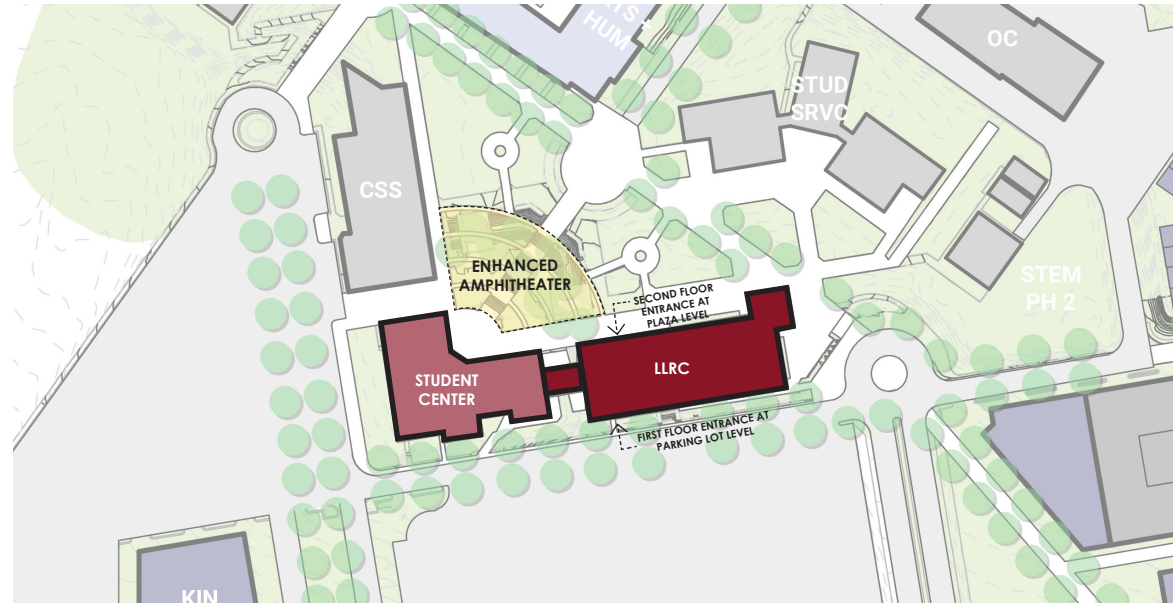 HUM
OC
STUD
SRVC
CSS
ENHANCED
AMPHITHEATER
STEM
PH 2
SECOND FLOOR
ENTRANCE AT
PLAZA LEVEL
LLRC
STUDENT
CENTER
FIRST FLOOR ENTRANCE AT
PARKING LOT LEVEL
KIN